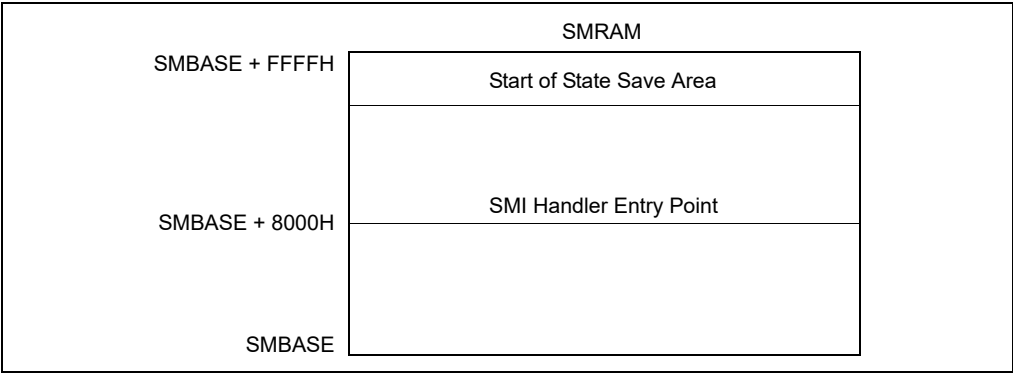 SMRAM
SMBASE + FFFFH
Start of State Save Area
SMI Handler Entry Point
SMBASE + 8000H
SMBASE